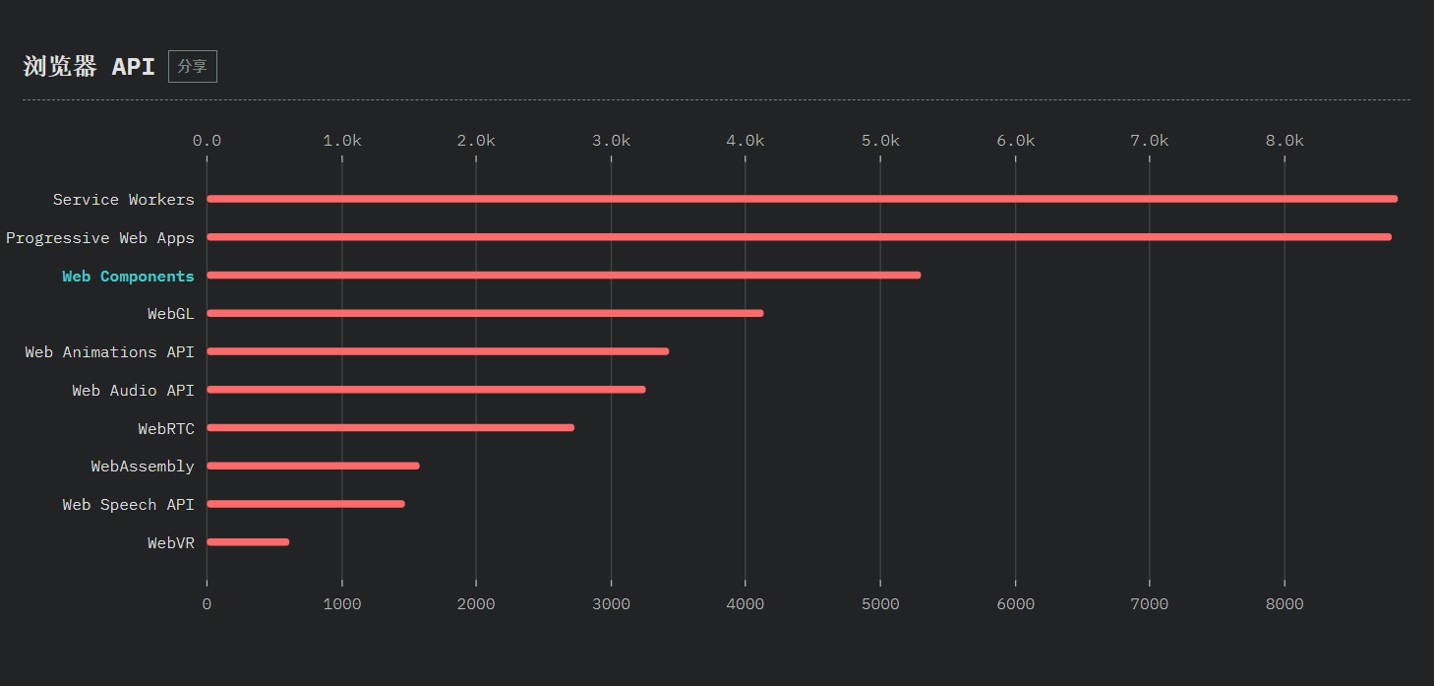 浏览器 API 分享
0.0 1.0k 2.0k 3.0k 4.0k 5.0k 6.0k 7.0k 8.0k
Service Workers
Progressive Web Apps
Web Components
WebGL
Web Animations API
Web Audio API
WebRTC
WebAssembly
Web Speech API
WebVR
0 1000 2000 3000 4000 5000 6000 7000 8000